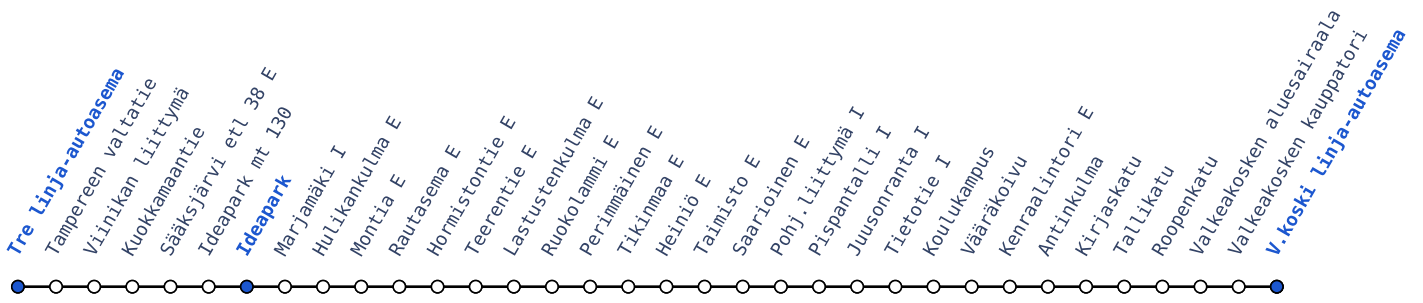 Tre linja-autoasema
Tampereen valtatie
Viinikan liittymä
Kuokkamaantie
Sääksjärvi etl 38 E
Ideapark mt 130
Ideapark
Marjamäki I
Hulikankulma E
Montia E
Rautasema E
Hormistontie E
Teerentie E
Lastustenkulma E
Ruokolammi E
Perimmäinen E
Tikinmaa E
Heiniö E
Taimisto E
Saarioinen E
Pohj.liittymä I
Pispantalli I
Juusonranta I
Tietotie I
Koulukampus
Vääräkoivu
Kenraalintori E
Antinkulma
Kirjaskatu
Tallikatu
Roopenkatu
Valkeakosken aluesairaala
Valkeakosken kauppatori
V.koski linja-autoasema